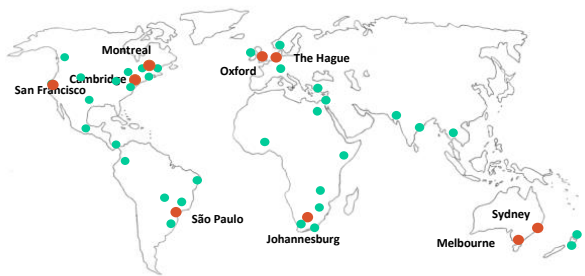 Montreal
Cambridge
San Francisco
Oxford
The Hague
São Paulo
Johannesburg
Sydney
Melbourne